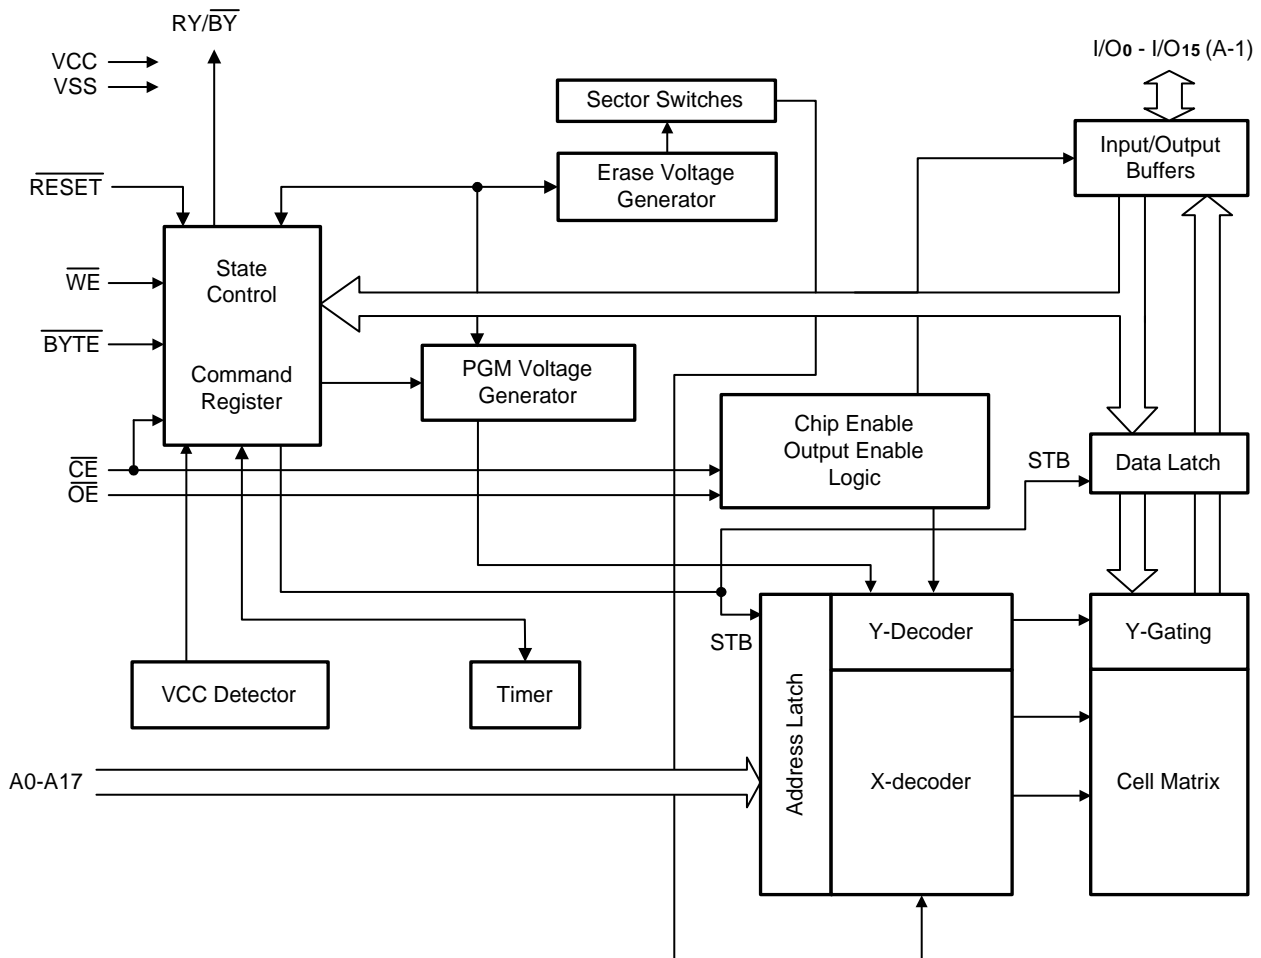 RY/BY
VCC
VSS
I/O0 - I/O15 (A-1)
Sector Switches
Input/Output
Buffers
Erase Voltage
Generator
RESET
State
Control
WE
BYTE
Command
Register
PGM Voltage
Generator
Chip Enable
Output Enable
Logic
CE
OE
STB
Data Latch
STB
Y-Decoder
Y-Gating
VCC Detector
Timer
Address Latch
A0-A17
X-decoder
Cell Matrix